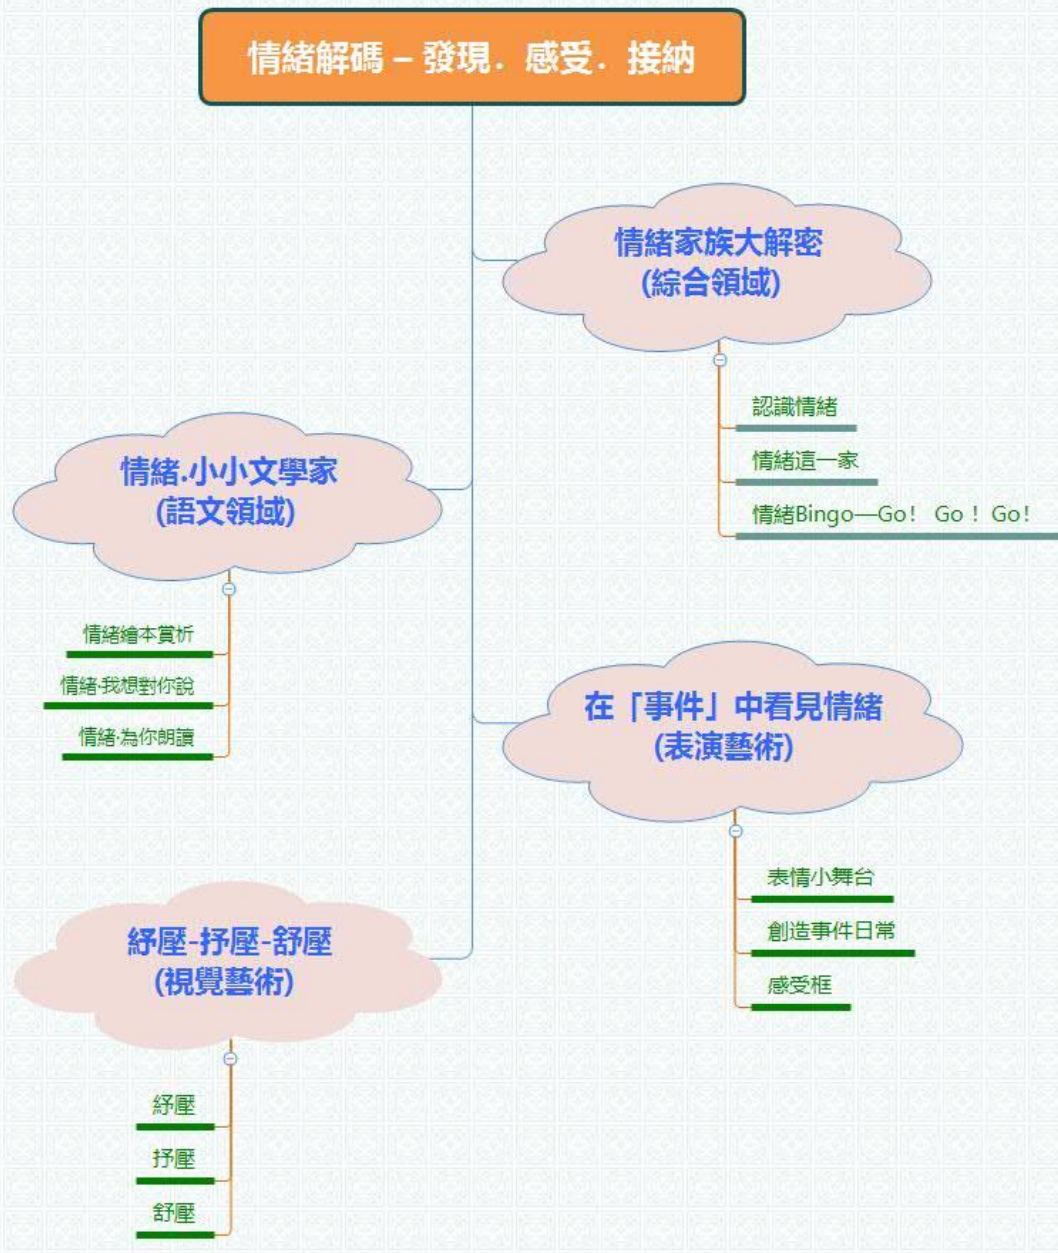 情緒解碼 – 發現．感受．接納
情緒家族大解密
(綜合領域)
認識情緒
情緒這一家
情緒Bingo—Go！ Go ！ Go！
情緒.小小文學家
(語文領域)
情緒繪本賞析
情緒‧我想對你說
情緒‧為你朗讀
在「事件」中看見情緒
(表演藝術)
表情小舞台
創造事件日常
感受框
紓壓-抒壓-舒壓
(視覺藝術)
紓壓
抒壓
舒壓